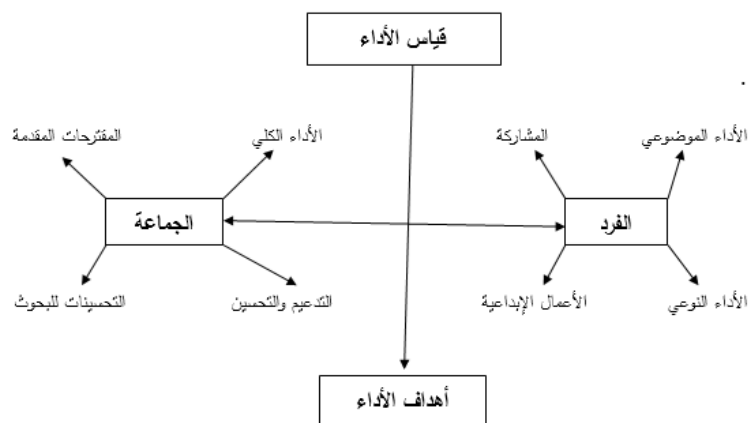 قياس الأداء
.
الأداء الموضوعي
المشاركة
الأداء الكلي
المقترحات المقدمة
الفرد
الجماعة
الأداء النوعي
الأعمال الإبداعية
التدعيم والتحسين
التحسينات للبحوث
أهداف الأداء